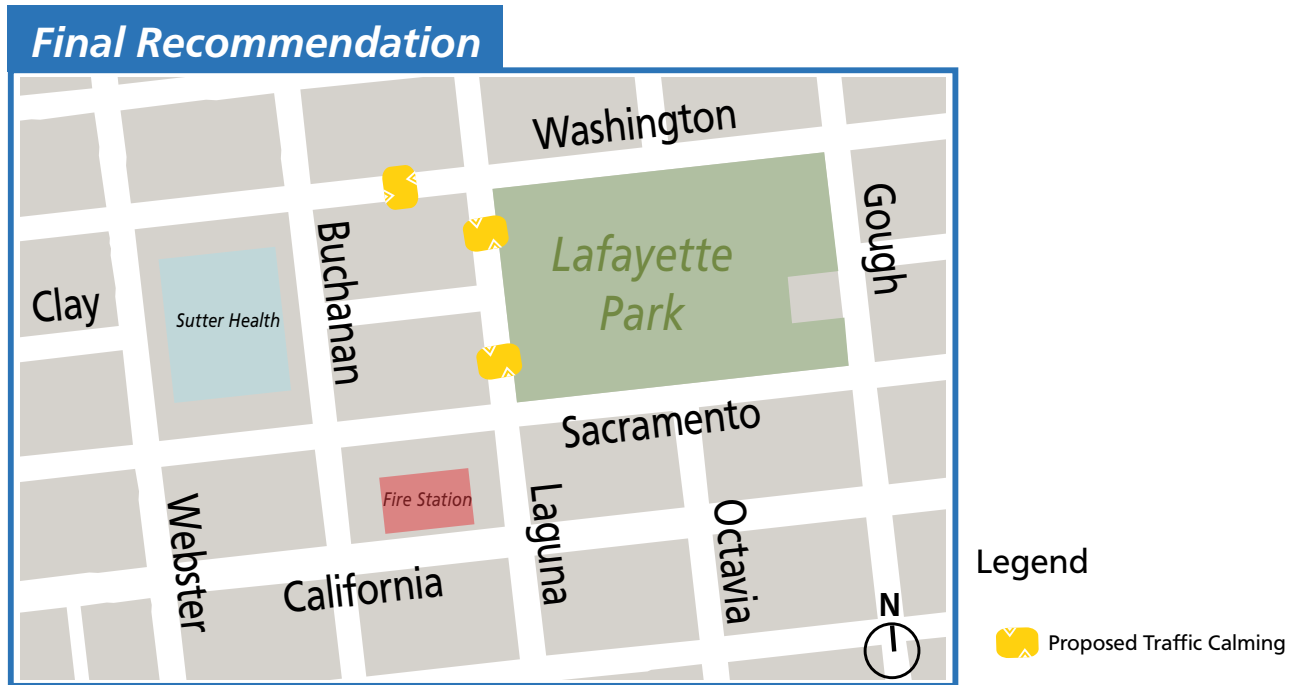 Final Recommendation
Washington
Gough
Buchanan
Lafayette
Park
Clay
Sutter Health
Sacramento
Fire Station
Webster
Laguna
Octavia
California
N
Legend
Proposed Traffic Calming